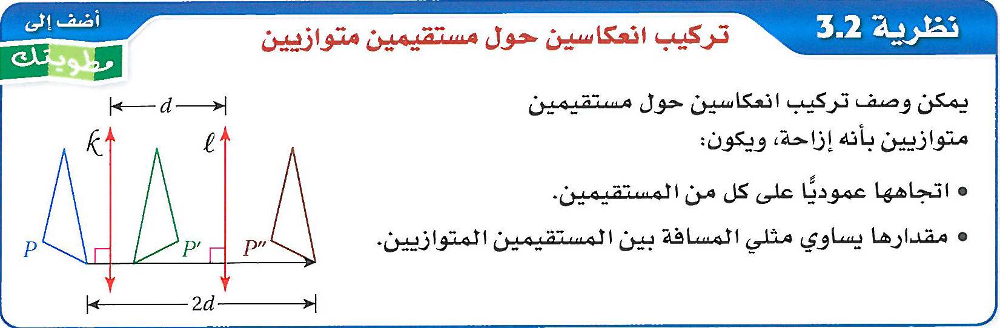 نظرية 3.2
تركيب انعكاسين حول مستقيمين متوازيين
أضف إلى
مطويتك
يمكن وصف تركيب انعكاسين حول مستقيمين
متوازيين بأنه إزاحة، ويكون:
• اتجاهها عموديًّا على كل من المستقيمين.
• مقدارها يساوي مثلي المسافة بين المستقيمين المتوازيين.
d
k
ℓ
P
P′
P″
2d